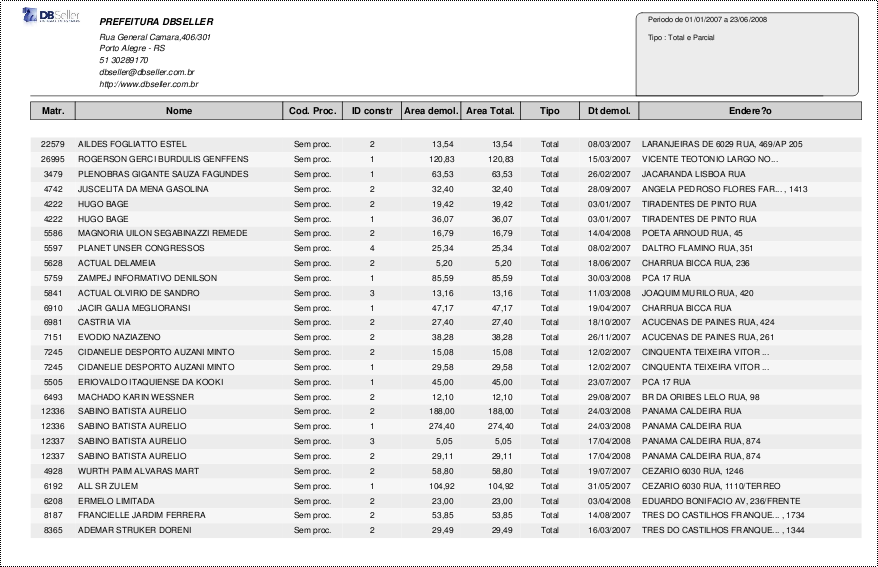 DBSeller
PREFEITURA DBSELLER
Rua General Camara,406/301
Porto Alegre - RS
51 30289170
dbseller@dbseller.com.br
http://www.dbseller.com.br
Periodo de 01/01/2007 a 23/06/2008
Tipo : Total e Parcial
Matr. Nome Cod. Proc. ID constr Area demol. Area Total. Tipo Dt demol. Endere?o
22579 AILDES FOGLIATTO ESTEL Sem proc. 2 13,54 13,54 Total 08/03/2007 LARANJEIRAS DE 6029 RUA, 469/AP 205
26995 ROGERSON GERCI BURDULIS GENFFENS Sem proc. 1 120,83 120,83 Total 15/03/2007 VICENTE TEOTONIO LARGO NO...
3479 PLENOBRAS GIGANTE SAUZA FAGUNDES Sem proc. 1 63,53 63,53 Total 26/02/2007 JACARANDA LISBOA RUA
4742 JUSCELITA DA MENA GASOLINA Sem proc. 2 32,40 32,40 Total 28/09/2007 ANGELA PEDROSO FLORES FAR... , 1413
4222 HUGO BAGE Sem proc. 2 19,42 19,42 Total 03/01/2007 TIRADENTES DE PINTO RUA
4222 HUGO BAGE Sem proc. 1 36,07 36,07 Total 03/01/2007 TIRADENTES DE PINTO RUA
5586 MAGNORIA UILON SEGABINAZZI REMEDE Sem proc. 2 16,79 16,79 Total 14/04/2008 POETA ARNOUD RUA, 45
5597 PLANET UNSER CONGRESSOS Sem proc. 4 25,34 25,34 Total 08/02/2007 DALTRO FLAMINO RUA, 351
5628 ACTUAL DELAMEIA Sem proc. 2 5,20 5,20 Total 18/06/2007 CHARRUA BICCA RUA, 236
5759 ZAMPEJ INFORMATIVO DENILSON Sem proc. 1 85,59 85,59 Total 30/03/2007 PCA 17 RUA
5841 ACTUAL OLVIRIO DE SANDRO Sem proc. 3 13,16 13,16 Total 11/03/2008 JOAQUIM MURILO RUA, 420
6910 JACIR GALIA MEGLIORANSI Sem proc. 1 47,17 47,17 Total 19/04/2007 CHARRUA BICCA RUA
6981 CASTRIA VIA Sem proc. 2 27,40 27,40 Total 18/10/2007 ACUCENAS DE PAINES RUA, 424
7151 EVODIO NAZIAZENO Sem proc. 2 38,28 38,28 Total 26/11/2007 ACUCENAS DE PAINES RUA, 261
7245 CIDANELIE DESPORTO AUZANI MINTO Sem proc. 2 15,08 15,08 Total 12/02/2007 CINQUENTA TEIXEIRA VITOR ...
7245 CIDANELIE DESPORTO AUZANI MINTO Sem proc. 1 29,58 29,58 Total 12/02/2007 CINQUENTA TEIXEIRA VITOR ...
5505 ERIOVALDO ITAQUIENSE DA KOOKI Sem proc. 1 45,00 45,00 Total 23/07/2007 PCA 17 RUA
6493 MACHADO KARIN WESSNER Sem proc. 2 12,10 12,10 Total 29/08/2007 BR DA ORIBES LELO RUA, 98
12336 SABINO BATISTA AURELIO Sem proc. 2 188,00 188,00 Total 24/03/2008 PANAMA CALDEIRA RUA
12336 SABINO BATISTA AURELIO Sem proc. 1 274,40 274,40 Total 24/03/2008 PANAMA CALDEIRA RUA
12337 SABINO BATISTA AURELIO Sem proc. 3 5,05 5,05 Total 17/04/2008 PANAMA CALDEIRA RUA, 874
12337 SABINO BATISTA AURELIO Sem proc. 2 29,11 29,11 Total 17/04/2008 PANAMA CALDEIRA RUA, 874
4928 WURTH PAIM ALVARAS MART Sem proc. 2 58,80 58,80 Total 19/07/2007 CEZARIO 6030 RUA, 1246
6192 ALL SR ZULEM Sem proc. 1 104,92 104,92 Total 31/05/2007 CEZARIO 6030 RUA, 1110/TERREO
6208 ERMELO LIMITADA Sem proc. 2 23,00 23,00 Total 03/04/2008 EDUARDO BONIFACIO AV, 236/FRENTE
8187 FRANCIELLE JARDIM FERRERA Sem proc. 2 53,85 53,85 Total 14/08/2007 TRES DO CASTILHOS FRANQUE... , 1734
8365 ADEMAR STRUKER DORENI Sem proc. 2 29,49 29,49 Total 16/03/2007 TRES DO CASTILHOS FRANQUE... , 1344